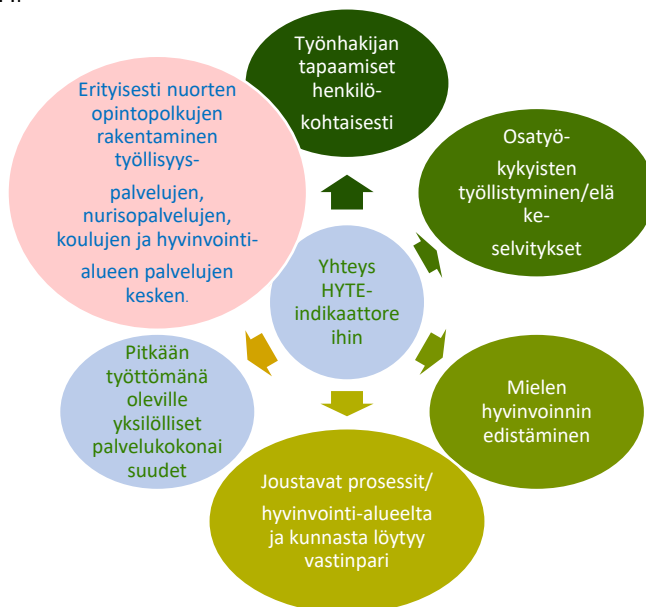 Työnhakijan
tapaamiset
henkilö-
kohtaisesti
Erityisesti nuorten
opintopolkujen
rakentaminen
työllisyys-
palvelujen,
nurisopalvelujen,
koulujen ja hyvinvointi-
alueen palvelujen
kesken.
Osatyö-
kykyisten
työllistyminen/elä
ke-
selvitykset
Yhteys
HYTE-
indikaattore
ihin
Pitkään
työttömänä
oleville
yksilölliset
palvelukokonai
suudet
Mielen
hyvinvoinnin
edistäminen
Joustavat prosessit/
hyvinvointi-alueelta
ja kunnasta löytyy
vastinpari